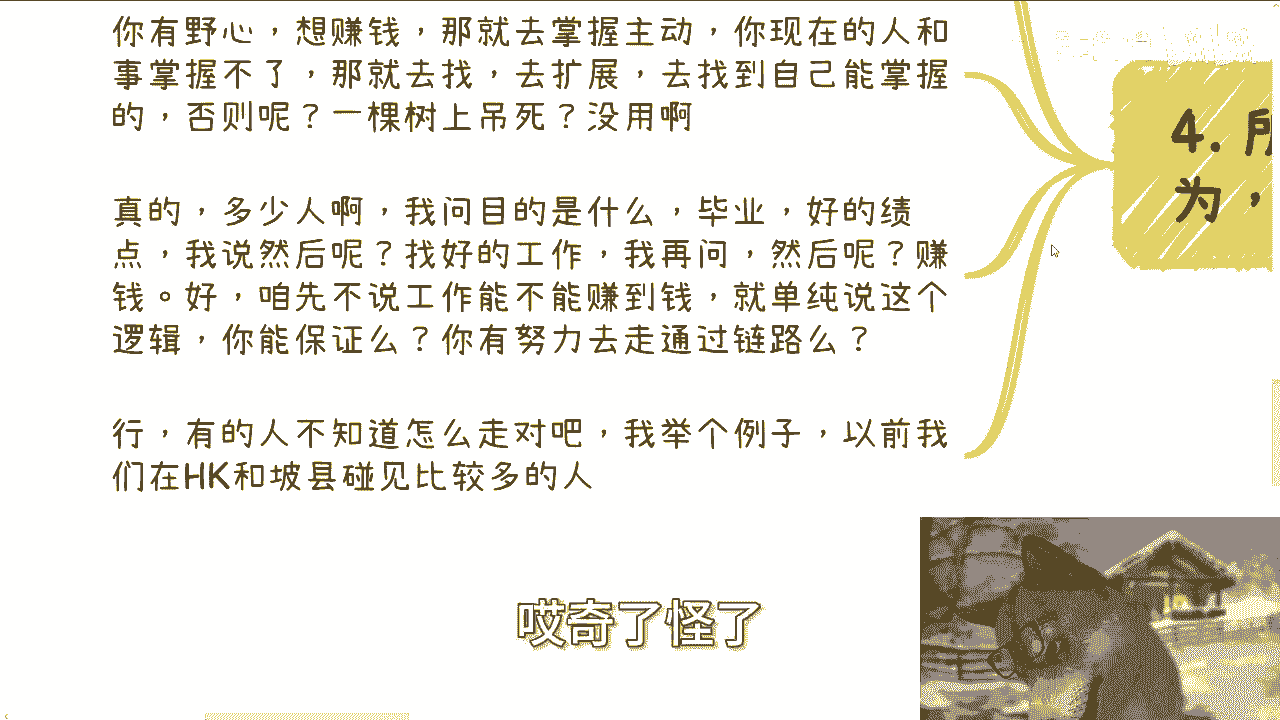 你有野心，想赚钱，那就去掌握主动，你现在的人和
事掌握不了，那就去找，去扩展，去找到自己能掌握
的，否则呢？一棵树上吊死？没用啊
真的，多少人啊，我问目的是什么，毕业，好的绩
点，我说然后呢？找好的工作，我再问，然后呢？赚
钱。好，咱先不说工作能不能赚到钱，就单纯说这个
逻辑，你能保证么？你有努力去走通过链路么？
行，有的人不知道怎么走对吧，我举个例子，以前我
们在HK和坡县碰见比较多的人
4. 所
为，
哎奇了怪了